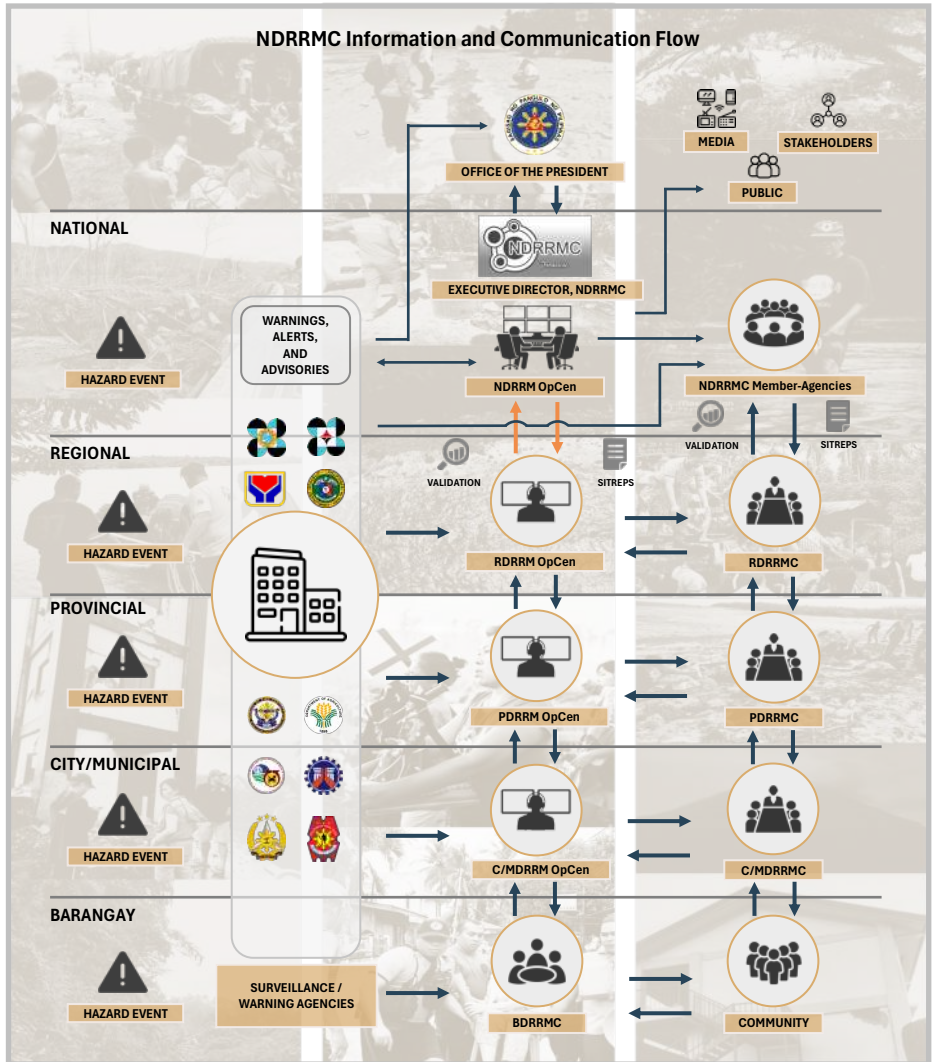 NDRRMC Information and Communication Flow
MEDIA
STAKEHOLDERS
OFFICE OF THE PRESIDENT
PUBLIC
NATIONAL
NDRRMC
EXECUTIVE DIRECTOR, NDRRMC
WARNINGS,
ALERTS,
AND
ADVISORIES
HAZARD EVENT
NDRRM OpCen
NDRRMC Member-Agencies
REGIONAL
VALIDATION
SITREPS
VALIDATION
SITREPS
HAZARD EVENT
RDRRM OpCen
RDRRMC
PROVINCIAL
HAZARD EVENT
PDRRM OpCen
PDRRMC
CITY/MUNICIPAL
HAZARD EVENT
C/MDRRM OpCen
C/MDRRMC
BARANGAY
SURVEILLANCE /
WARNING AGENCIES
HAZARD EVENT
BDRRMC
COMMUNITY